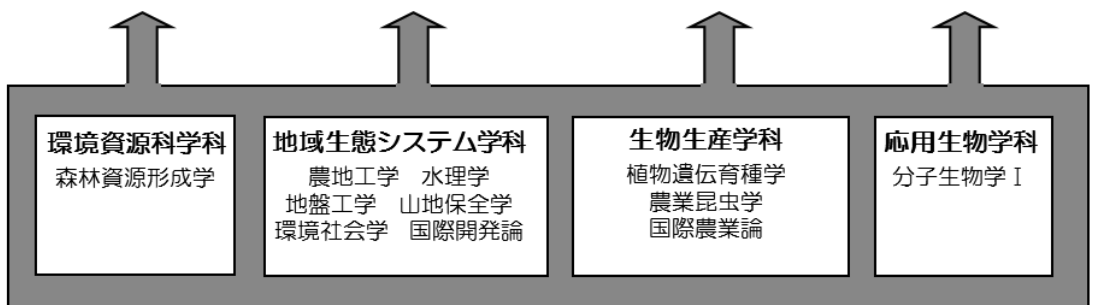 環境資源科学科
森林資源形成学
地域生態システム学科
農地工学　水理学
地盤工学　山地保全学
環境社会学　国際開発論
生物生産学科
植物遺伝育種学
農業昆虫学
国際農業論
応用生物学科
分子生物学Ⅰ